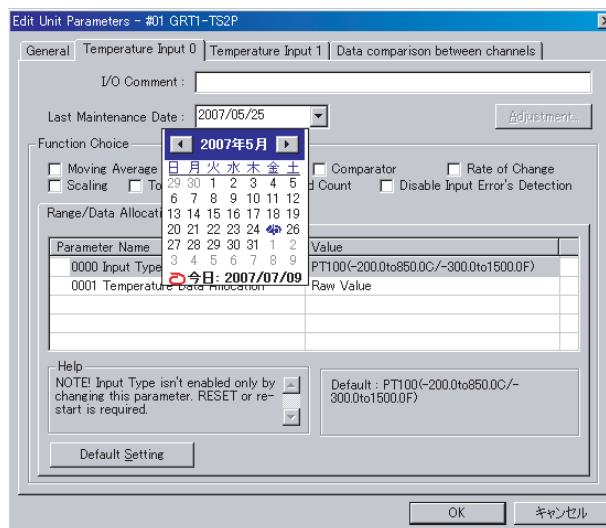 Edit Unit Parameters - #01 GRT1-TS2P
General Temperature Input 0 Temperature Input 1 Data comparison between channels
I/O Comment :
Last Maintenance Date : 2007/05/25 Adjustment...
Function Choice
2007年5月
日 月 火 水 木 金 土
Moving Average Comparator Rate of Change
29 30 1 2 3 4 5
Scaling Count Disable Input Error's Detection
6 7 8 9 10 11 12
Range/Data
13 14 15 16 17 18 19
20 21 22 23 24 26
Parameter Name Value
27 28 29 30 31 1 2
0000 Input Type PT100(-200.0to850.0C/-300.0to1500.0F)
3 4 5 6 7 8 9
今日: 2007/07/09
0001 Temperature Data Allocation Raw Value
Help
NOTE! Input Type isn't enabled only by
changing this parameter. RESET or re-
start is required.
Default : PT100(-200.0to850.0C/-
300.0to1500.0F)
Default Setting
OK キャンセル